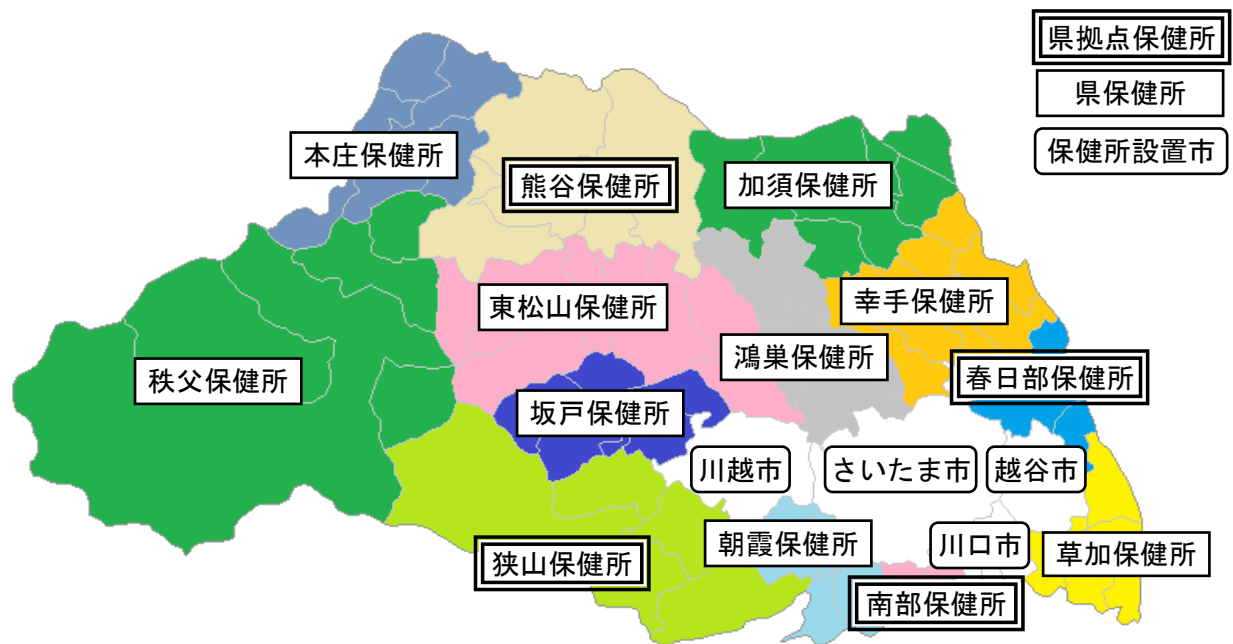 県拠点保健所
県保健所
保健所設置市
本庄保健所
熊谷保健所
加須保健所
東松山保健所
幸手保健所
鴻巣保健所
秩父保健所
春日部保健所
坂戸保健所
川越市
さいたま市
越谷市
朝霞保健所
川口市
草加保健所
狭山保健所
南部保健所